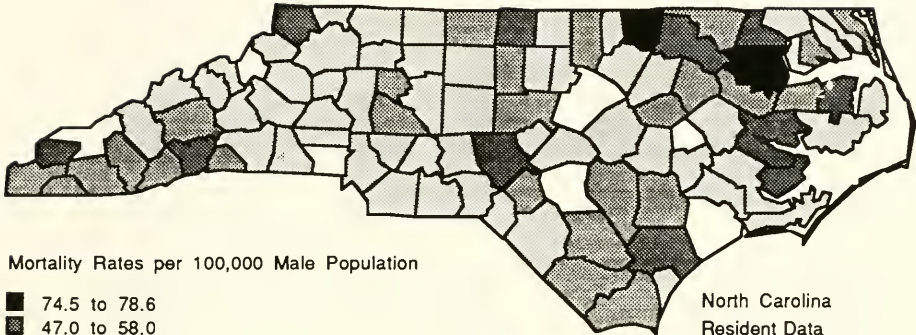 Mortality Rates per 100,000 Male Population
74.5 to 78.6
47.0 to 58.0
North Carolina
Resident Data